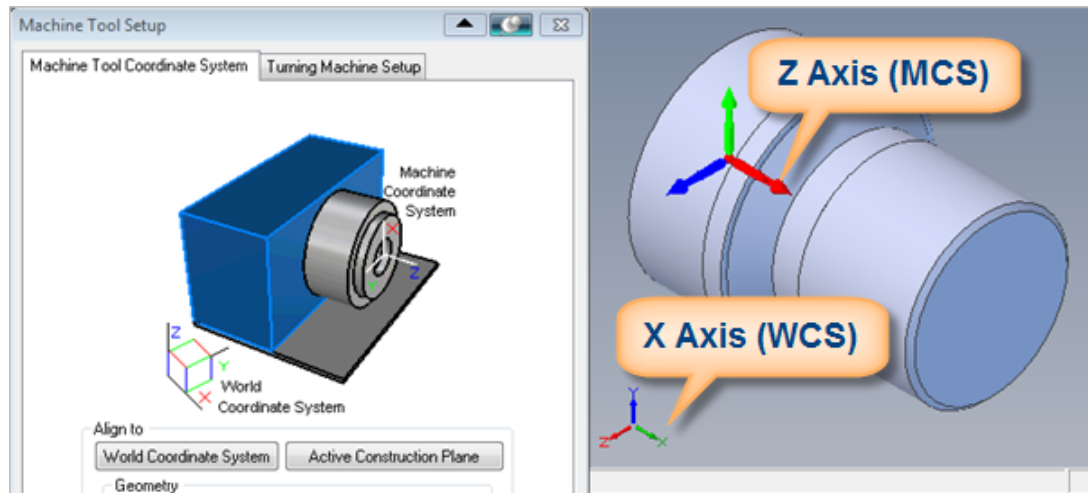 Machine Tool Setup
Machine Tool Coordinate System
Turning Machine Setup
Machine
Coordinate
System
X
Z
Y
Z
Y
X
World
Coordinate System
Align to
World Coordinate System
Active Construction Plane
Geometry
Z Axis (MCS)
X Axis (WCS)
Y
Z
X